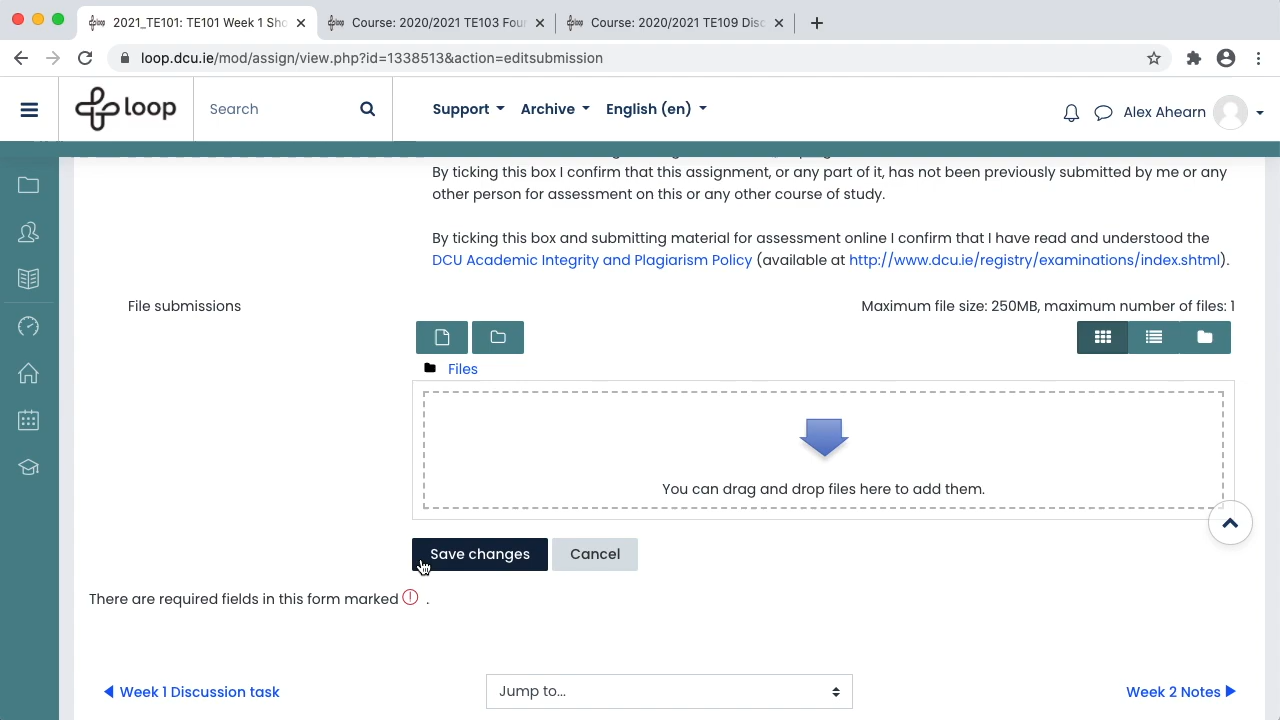 2021_TE101: TE101 Week 1 Sho
Course: 2020/2021 TE103 Four
Course: 2020/2021 TE109 Disc
loop.dcu.ie/mod/assign/view.php?id=1338513&action=editsubmission
loop
Search
Support
Archive
English (en)
Alex Ahearn
By ticking this box I confirm that this assignment, or any part of it, has not been previously submitted by me or any
other person for assessment on this or any other course of study.
By ticking this box and submitting material for assessment online I confirm that I have read and understood the
DCU Academic Integrity and Plagiarism Policy (available at http://www.dcu.ie/registry/examinations/index.shtml).
File submissions
Maximum file size: 250MB, maximum number of files: 1
Files
You can drag and drop files here to add them.
Save changes
Cancel
There are required fields in this form marked .
Week 1 Discussion task
Jump to...
Week 2 Notes